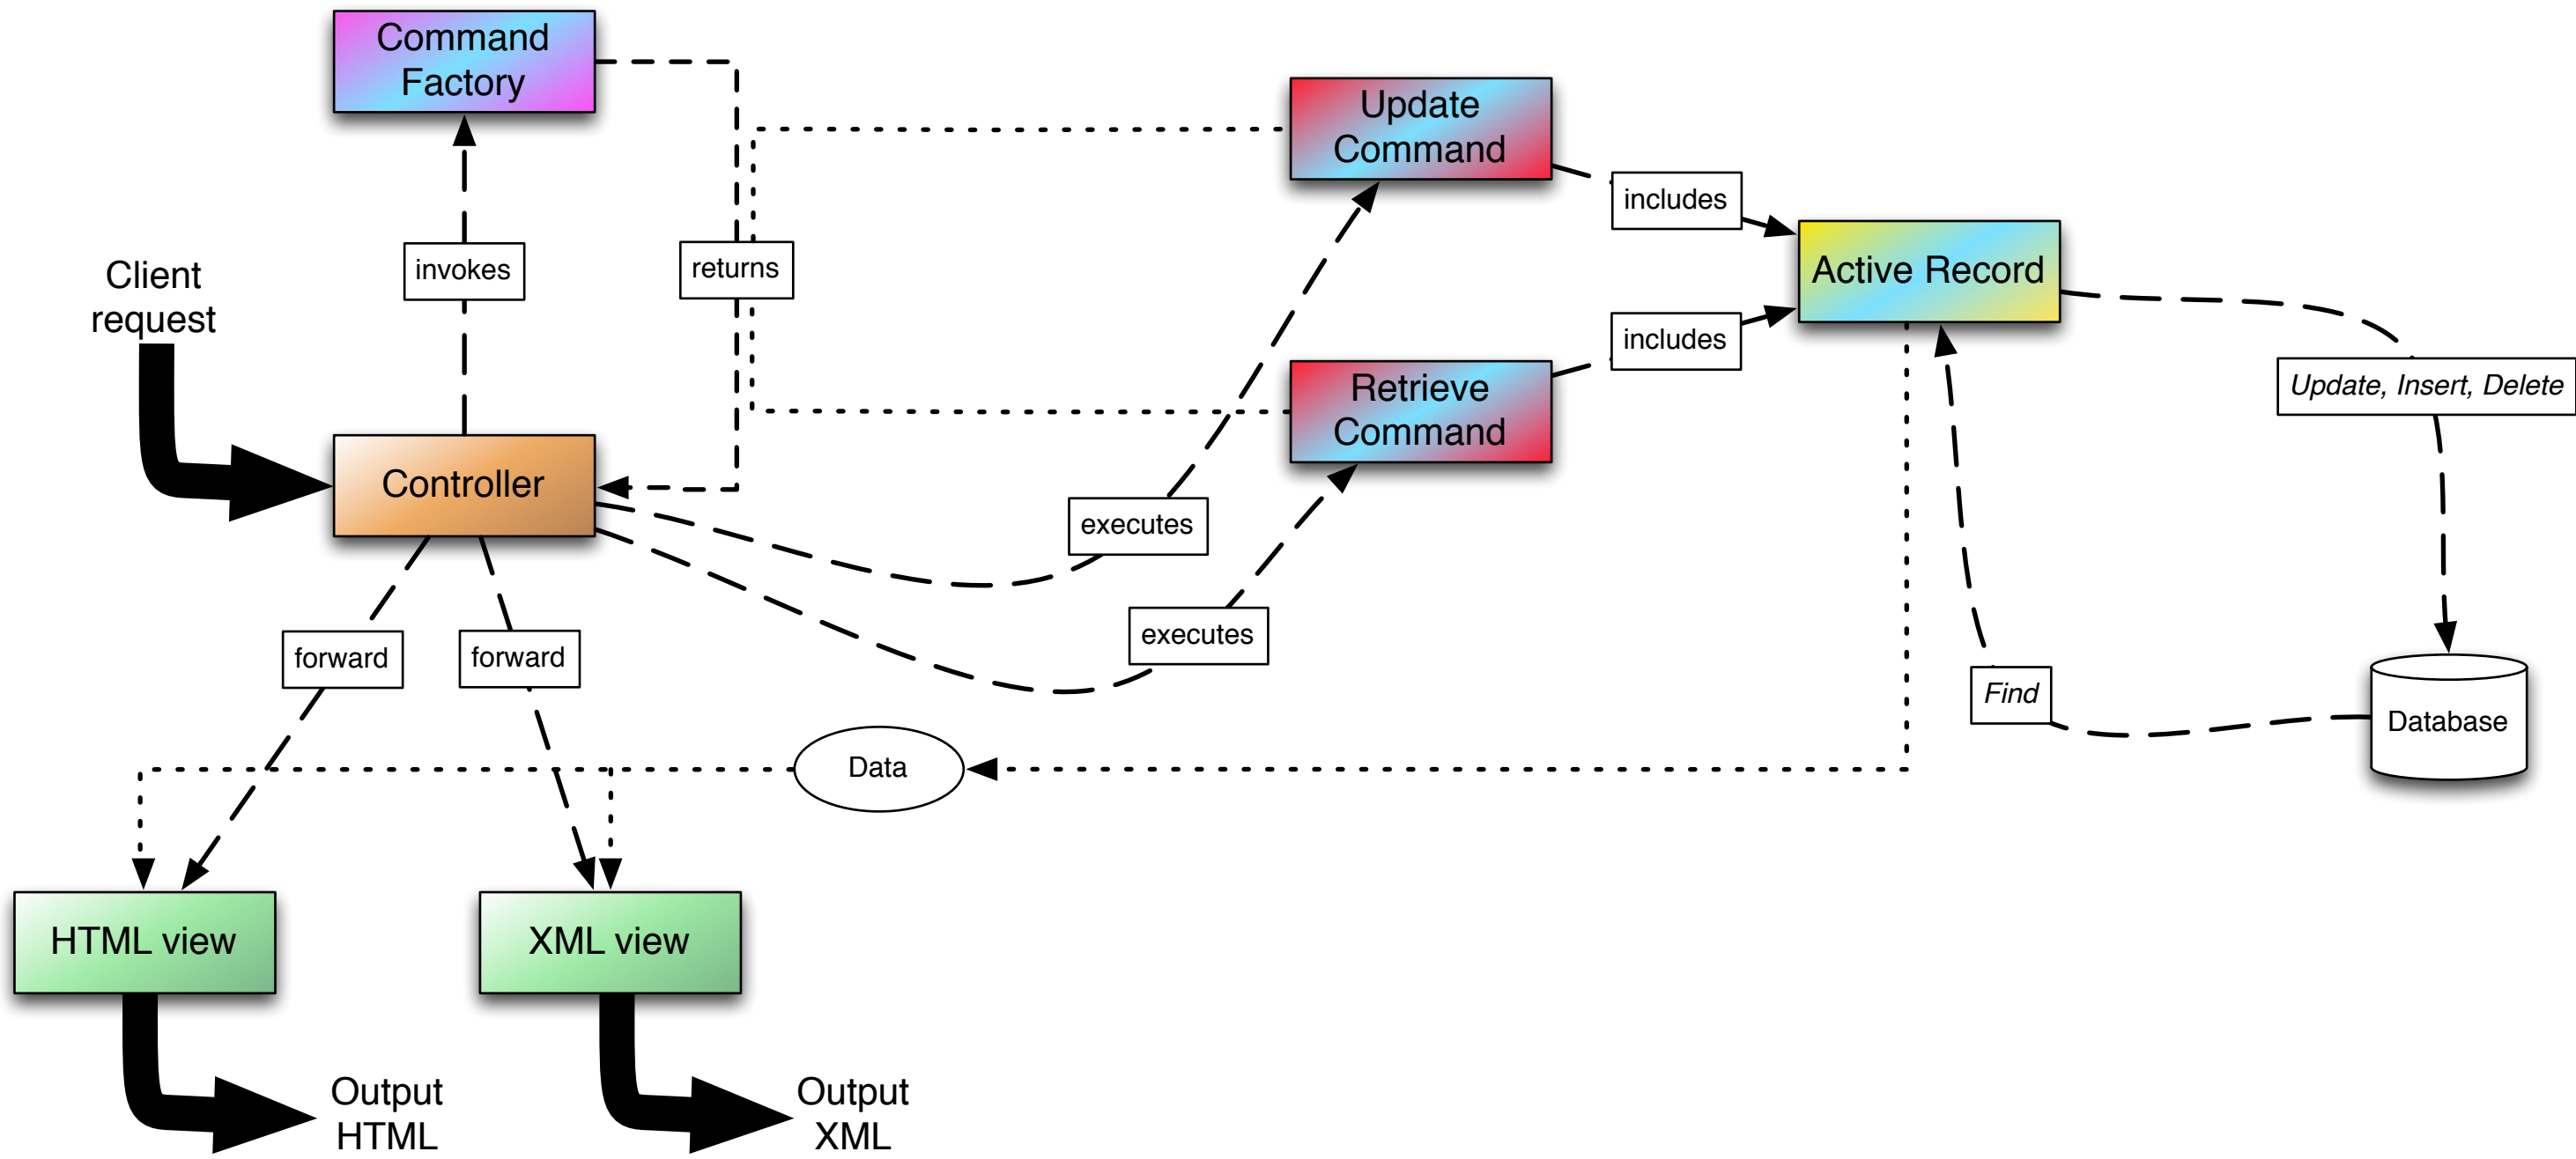 Command
Factory
Update
Command
includes
Client
request
invokes
returns
Active Record
includes
Update, Insert, Delete
Retrieve
Command
Controller
executes
executes
forward
forward
Find
Database
Data
HTML view
XML view
Output
HTML
Output
XML